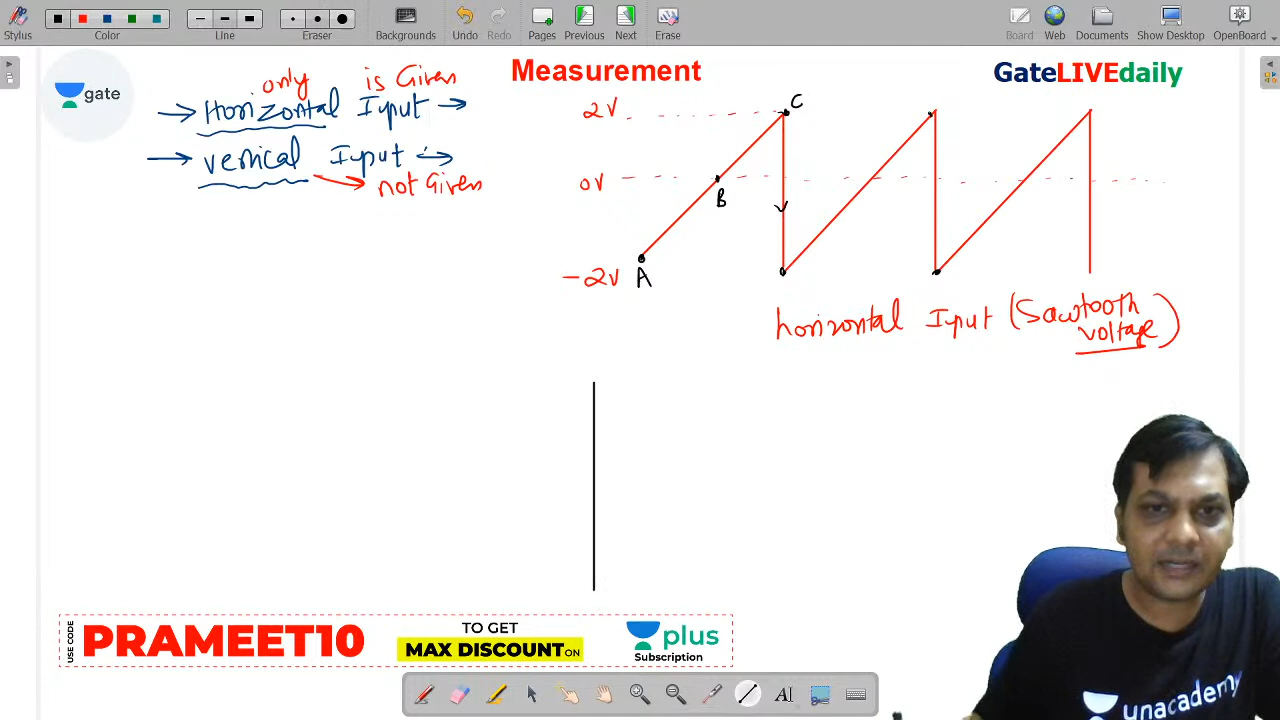 Stylus
Color
Line
Eraser
Backgrounds
Undo
Redo
Pages
Previous
Next
Erase
Board
Web
Documents
Show Desktop
OpenBoard
gate
Measurement
GateLIVEdaily
only is Given
→ Horizontal Input →
→ vertical Input →
not Given
2V
0V
-2V
A
B
C
horizontal Input (Sawtooth
voltage)
USE CODE
PRAMEET10
TO GET
MAX DISCOUNT ON
plus
Subscription
unacademy